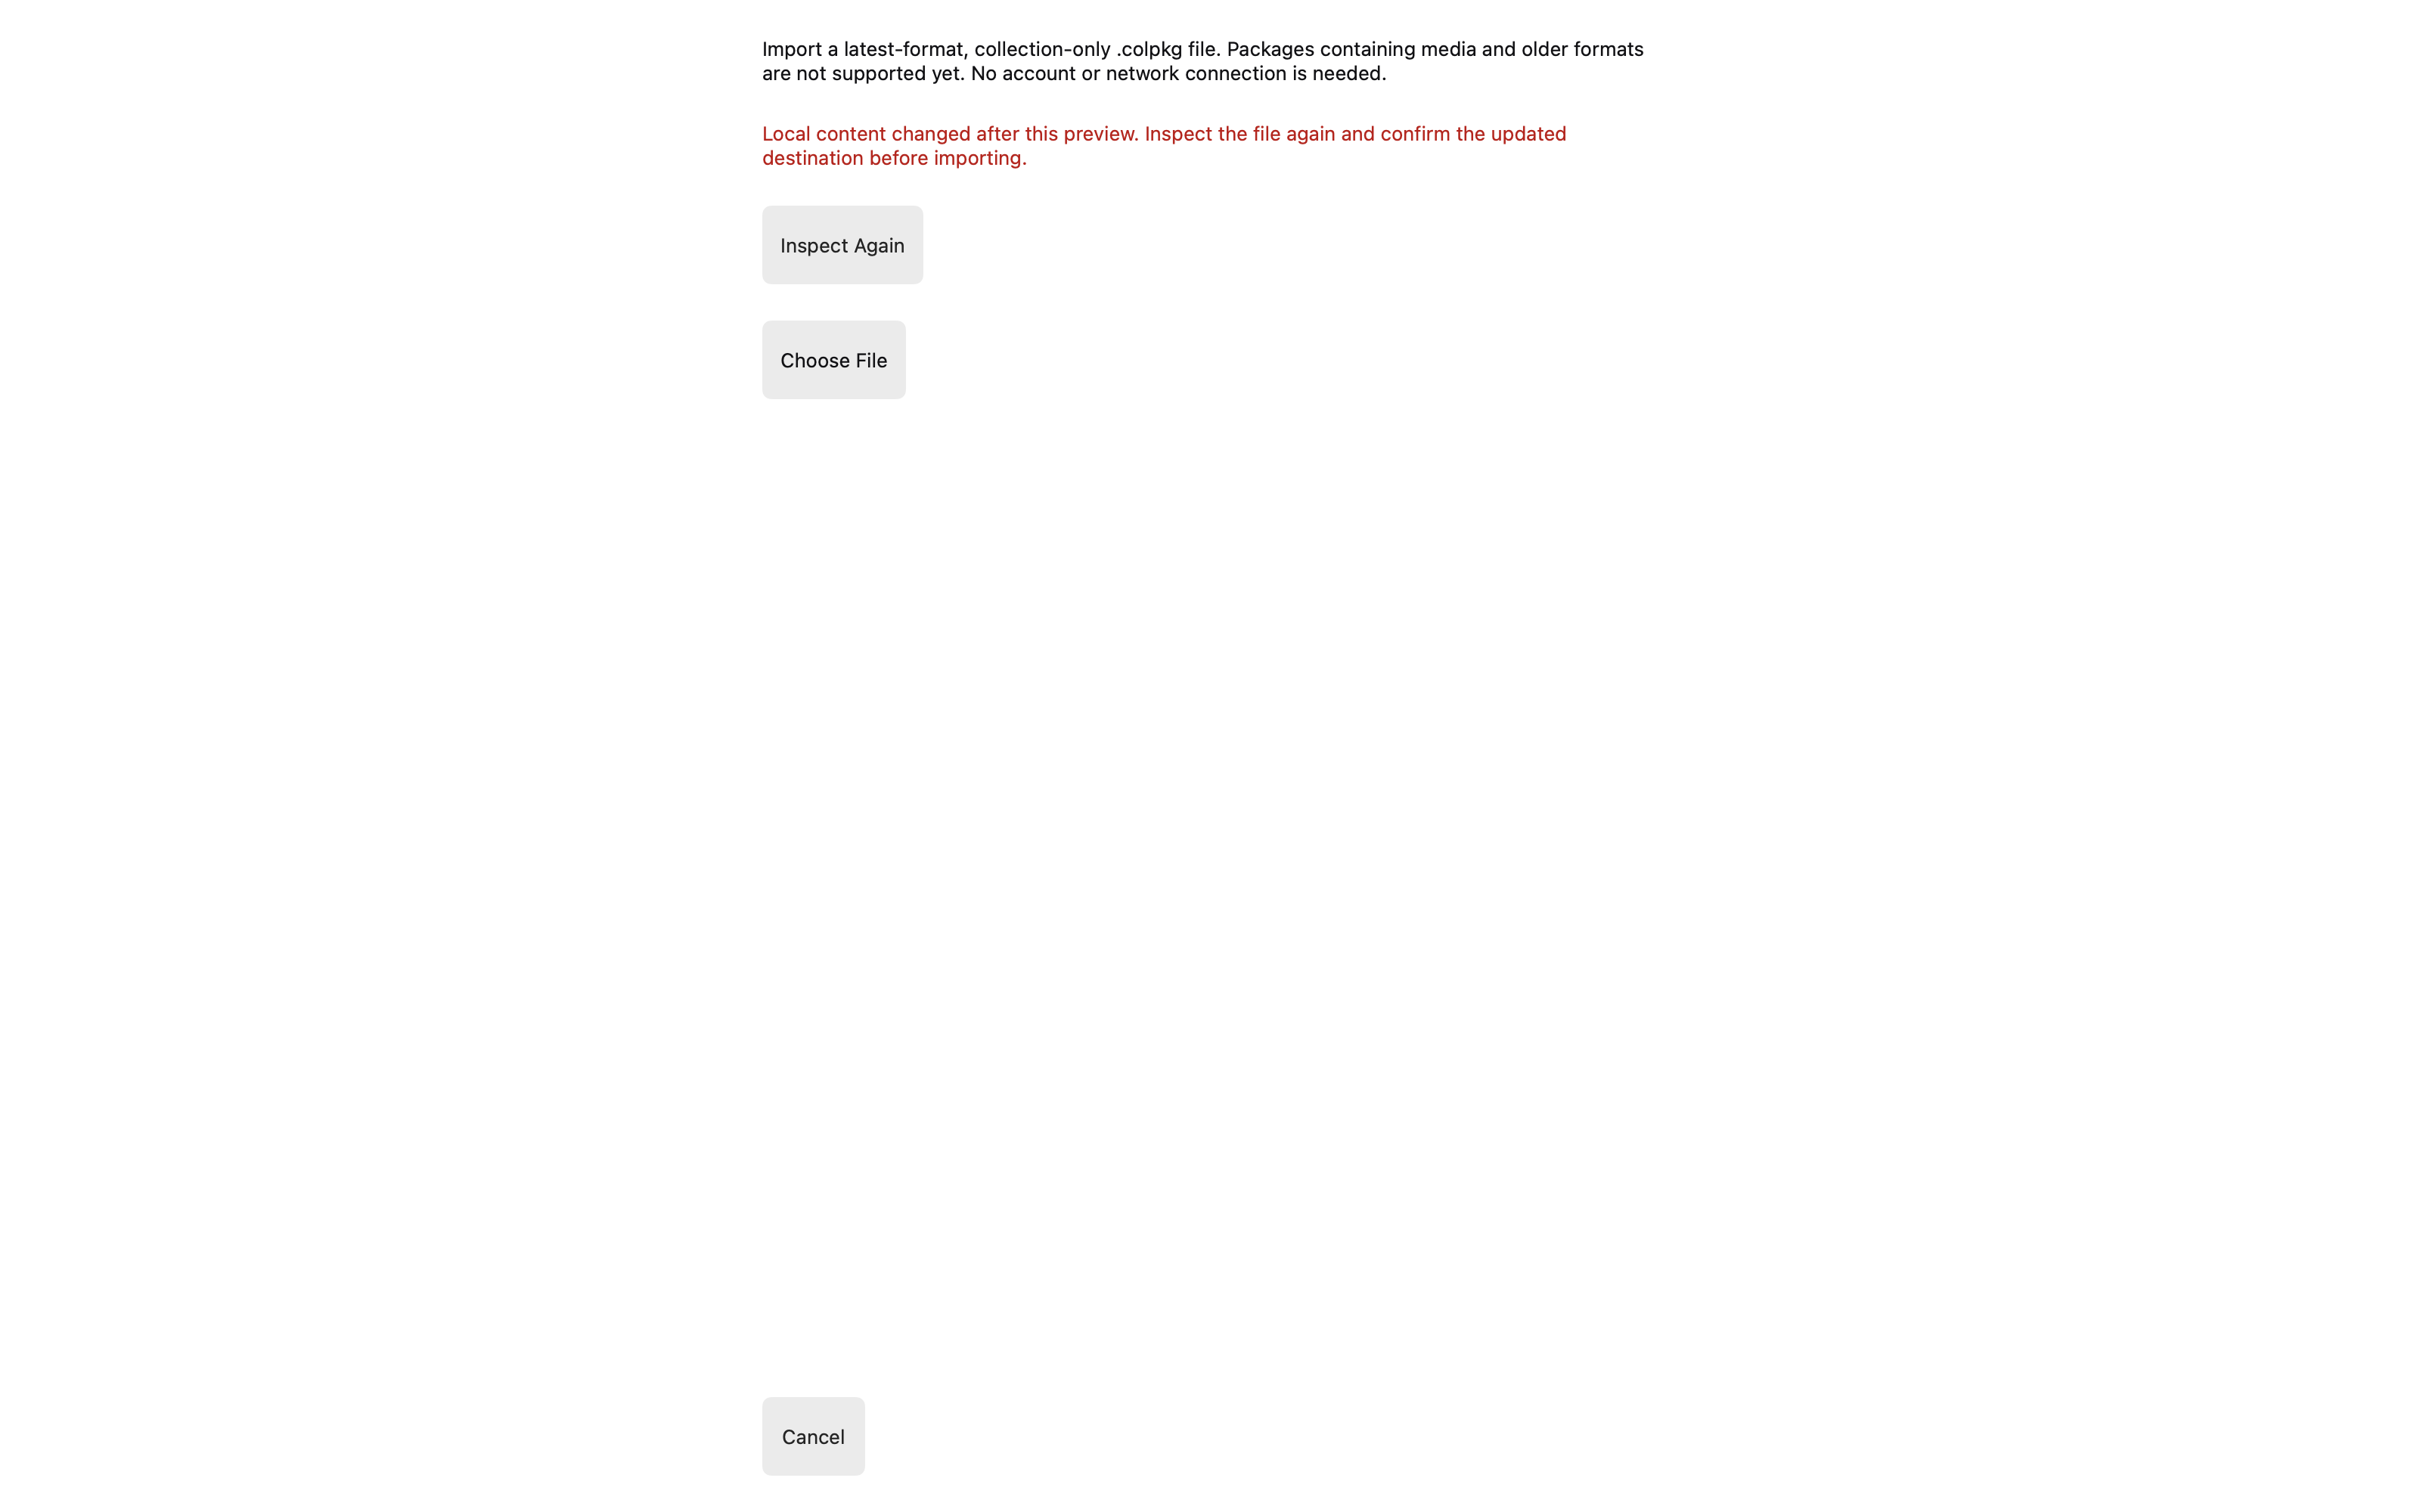 Import a latest-format, collection-only .colpkg file. Packages containing media and older formats
are not supported yet. No account or network connection is needed.
Local content changed after this preview. Inspect the file again and confirm the updated
destination before importing.
Inspect Again
Choose File
Cancel